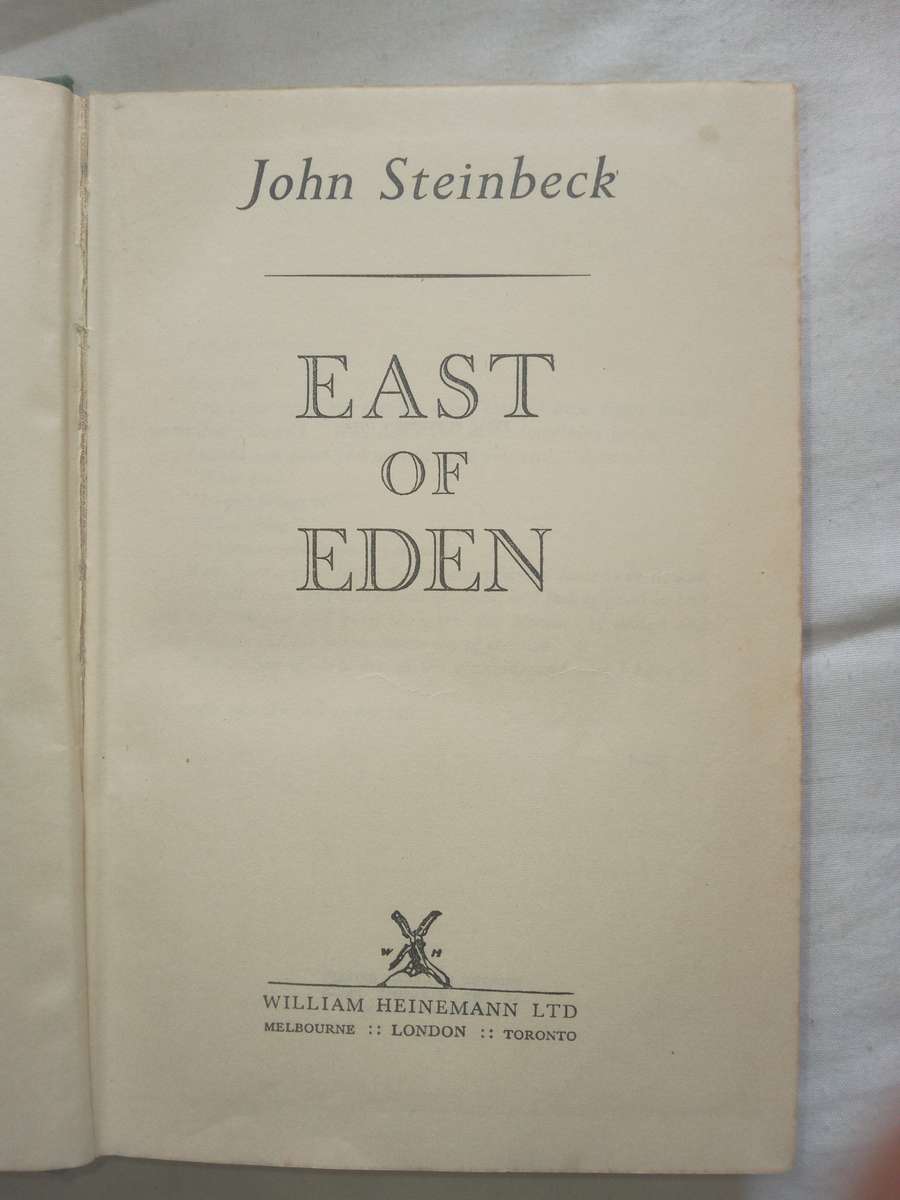 John Steinbeck
EAST
OF
EDEN
W H
WILLIAM HEINEMANN LTD
MELBOURNE :: LONDON :: TORONTO